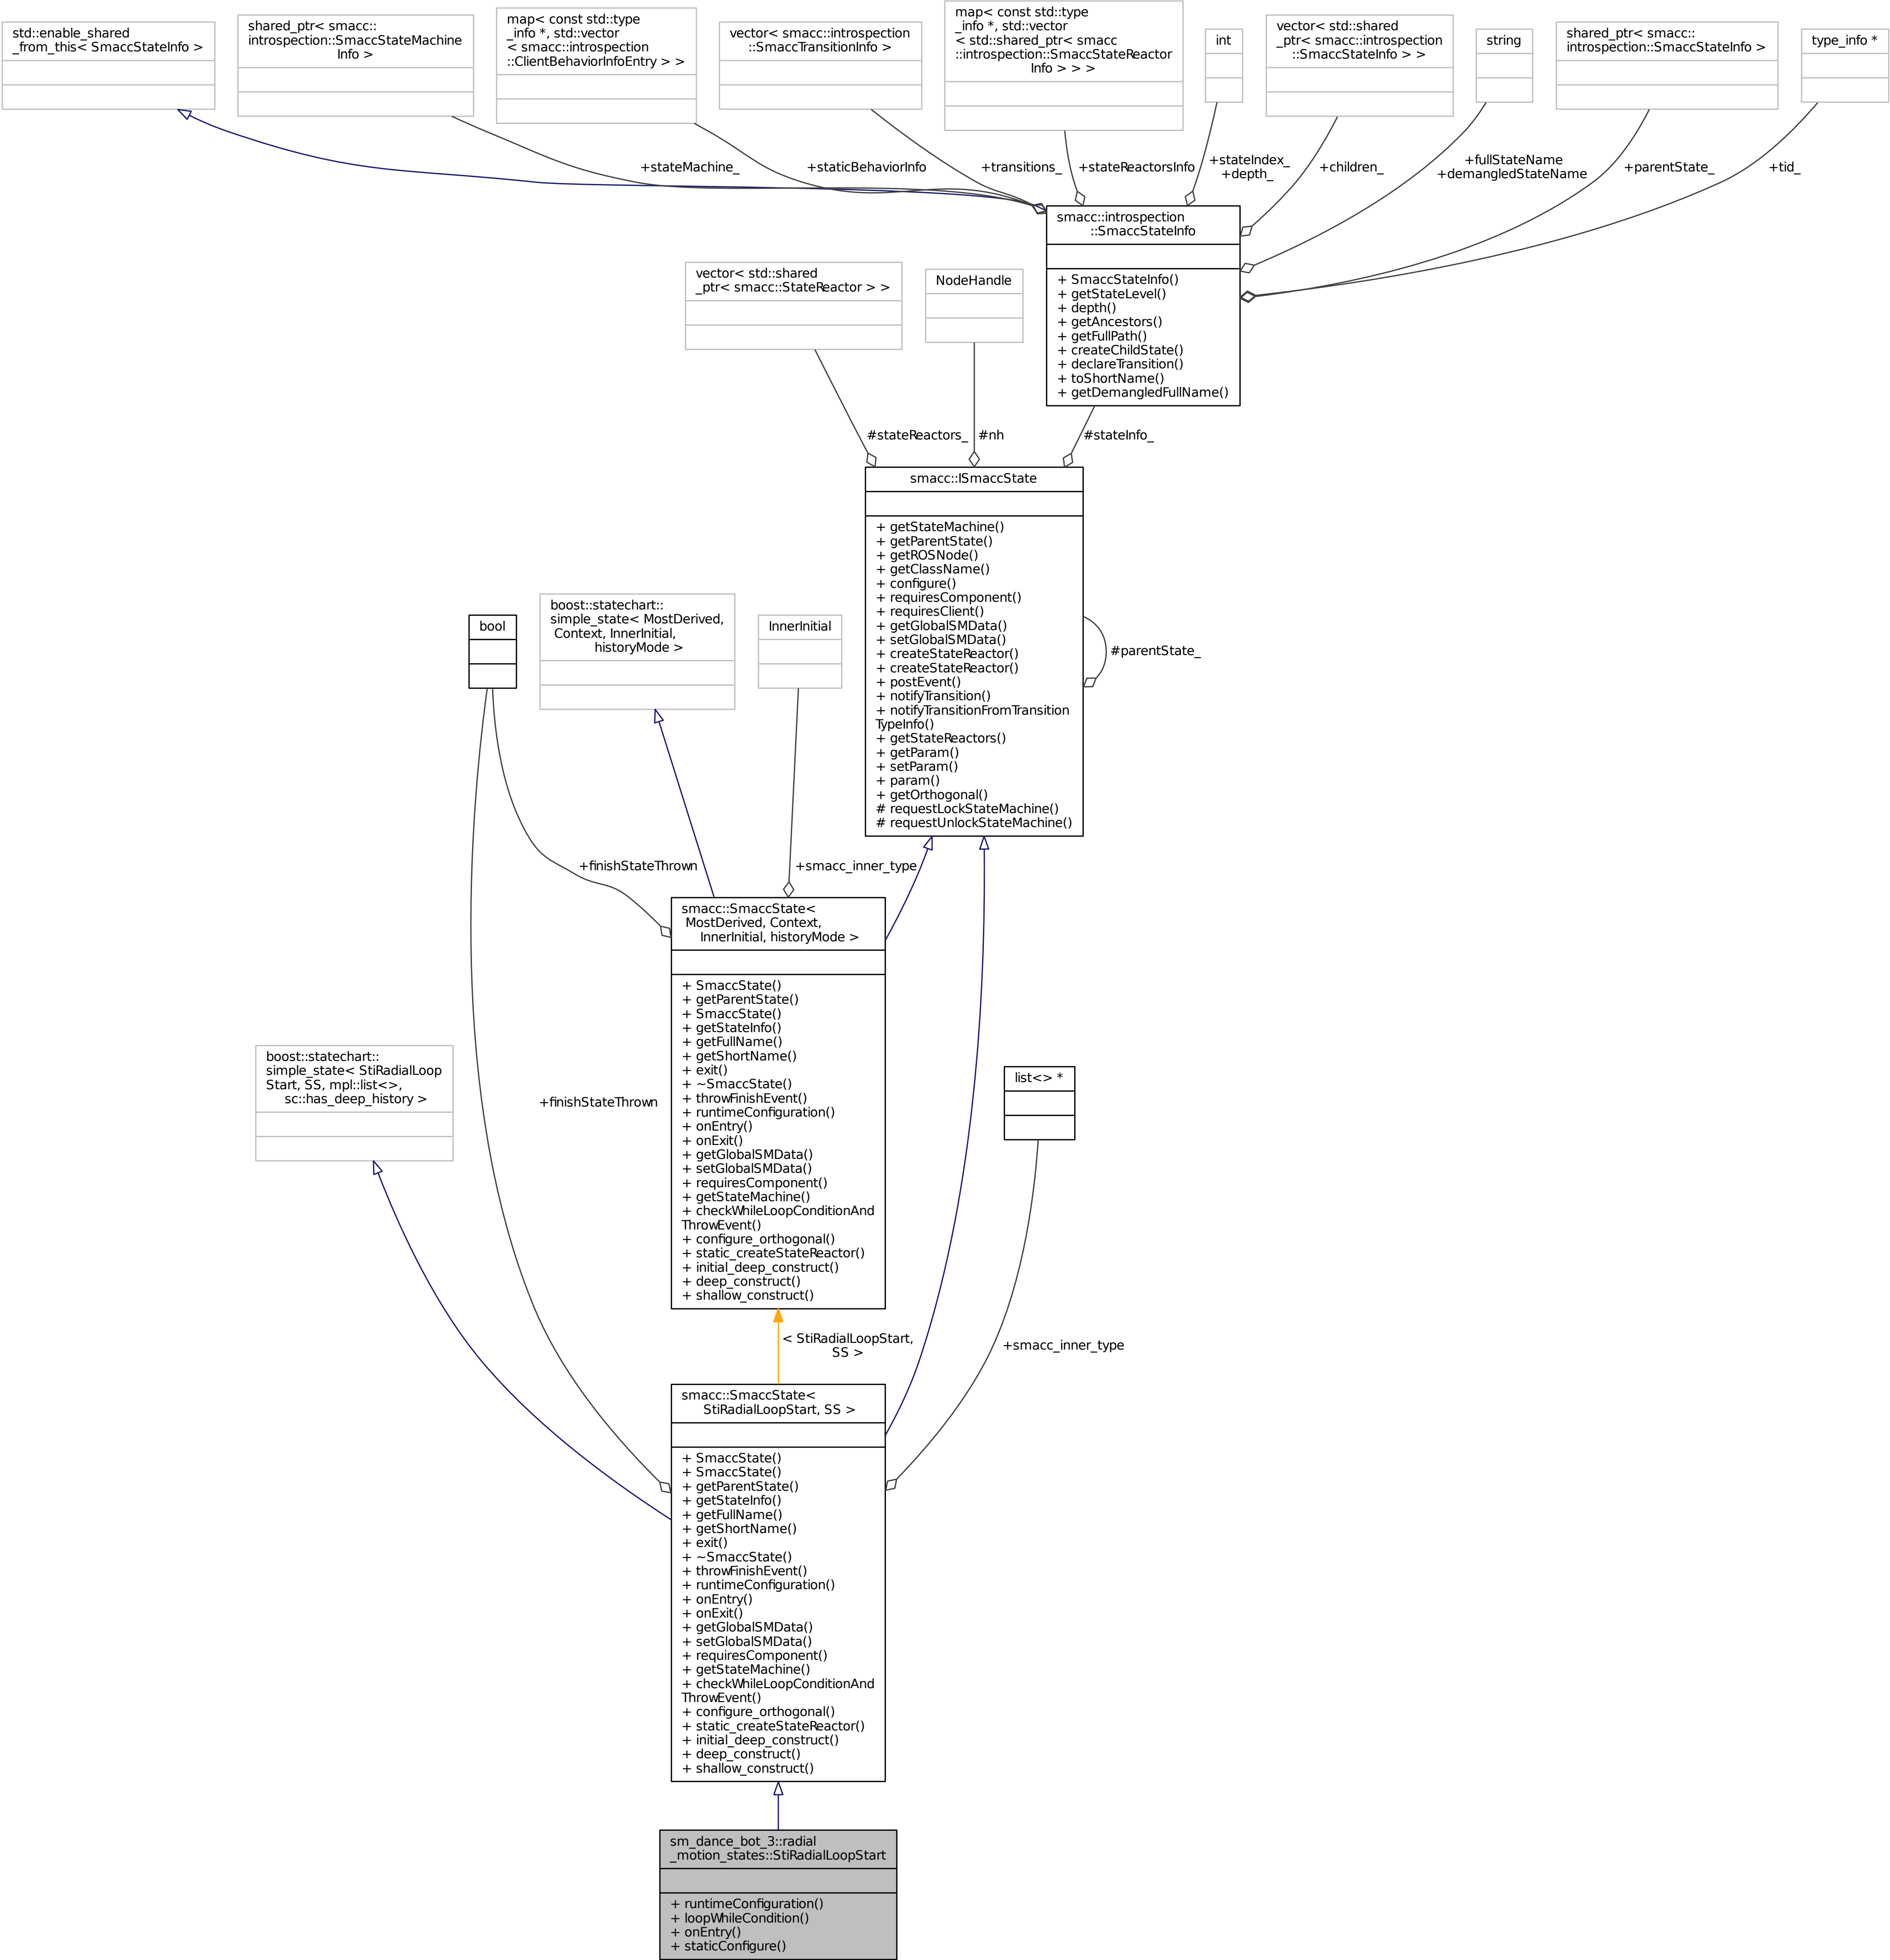 std::enable_shared
_from_this< SmaccStateInfo >
shared_ptr< smacc::
introspection::SmaccStateMachine
Info >
map< const std::type
_info *, std::vector
< smacc::introspection
::ClientBehaviorInfoEntry > >
vector< smacc::introspection
::SmaccTransitionInfo >
map< const std::type
_info *, std::vector
< std::shared_ptr< smacc
::introspection::SmaccStateReactor
Info > > >
int
vector< std::shared
_ptr< smacc::introspection
::SmaccStateInfo > >
string
shared_ptr< smacc::
introspection::SmaccStateInfo >
type_info *
+stateMachine_
+staticBehaviorInfo
+transitions_
+stateReactorsInfo
+stateIndex_
+depth_
+children_
+fullStateName
+demangledStateName
+parentState_
+tid_
smacc::introspection
::SmaccStateInfo
+ SmaccStateInfo()
+ getStateLevel()
+ depth()
+ getAncestors()
+ getFullPath()
+ createChildState()
+ declareTransition()
+ toShortName()
+ getDemangledFullName()
vector< std::shared
_ptr< smacc::StateReactor > >
NodeHandle
#stateReactors_
#nh
#stateInfo_
smacc::ISmaccState
+ getStateMachine()
+ getParentState()
+ getROSNode()
+ getClassName()
+ configure()
+ requiresComponent()
+ requiresClient()
+ getGlobalSMData()
+ setGlobalSMData()
+ createStateReactor()
+ createStateReactor()
+ postEvent()
+ notifyTransition()
+ notifyTransitionFromTransition
TypeInfo()
+ getStateReactors()
+ getParam()
+ setParam()
+ param()
+ getOrthogonal()
# requestLockStateMachine()
# requestUnlockStateMachine()
#parentState_
bool
boost::statechart::
simple_state< MostDerived,
Context, InnerInitial,
historyMode >
InnerInitial
+finishStateThrown
+smacc_inner_type
smacc::SmaccState<
MostDerived, Context,
InnerInitial, historyMode >
+ SmaccState()
+ getParentState()
+ SmaccState()
+ getStateInfo()
+ getFullName()
+ getShortName()
+ exit()
+ ~SmaccState()
+ throwFinishEvent()
+ runtimeConfiguration()
+ onEntry()
+ onExit()
+ getGlobalSMData()
+ setGlobalSMData()
+ requiresComponent()
+ getStateMachine()
+ checkWhileLoopConditionAnd
ThrowEvent()
+ configure_orthogonal()
+ static_createStateReactor()
+ initial_deep_construct()
+ deep_construct()
+ shallow_construct()
boost::statechart::
simple_state< StiRadialLoop
Start, SS, mpl::list<>,
sc::has_deep_history >
+finishStateThrown
list<> *
< StiRadialLoopStart,
SS >
+smacc_inner_type
smacc::SmaccState<
StiRadialLoopStart, SS >
+ SmaccState()
+ SmaccState()
+ getParentState()
+ getStateInfo()
+ getFullName()
+ getShortName()
+ exit()
+ ~SmaccState()
+ throwFinishEvent()
+ runtimeConfiguration()
+ onEntry()
+ onExit()
+ getGlobalSMData()
+ setGlobalSMData()
+ requiresComponent()
+ getStateMachine()
+ checkWhileLoopConditionAnd
ThrowEvent()
+ configure_orthogonal()
+ static_createStateReactor()
+ initial_deep_construct()
+ deep_construct()
+ shallow_construct()
sm_dance_bot_3::radial
_motion_states::StiRadialLoopStart
+ runtimeConfiguration()
+ loopWhileCondition()
+ onEntry()
+ staticConfigure()